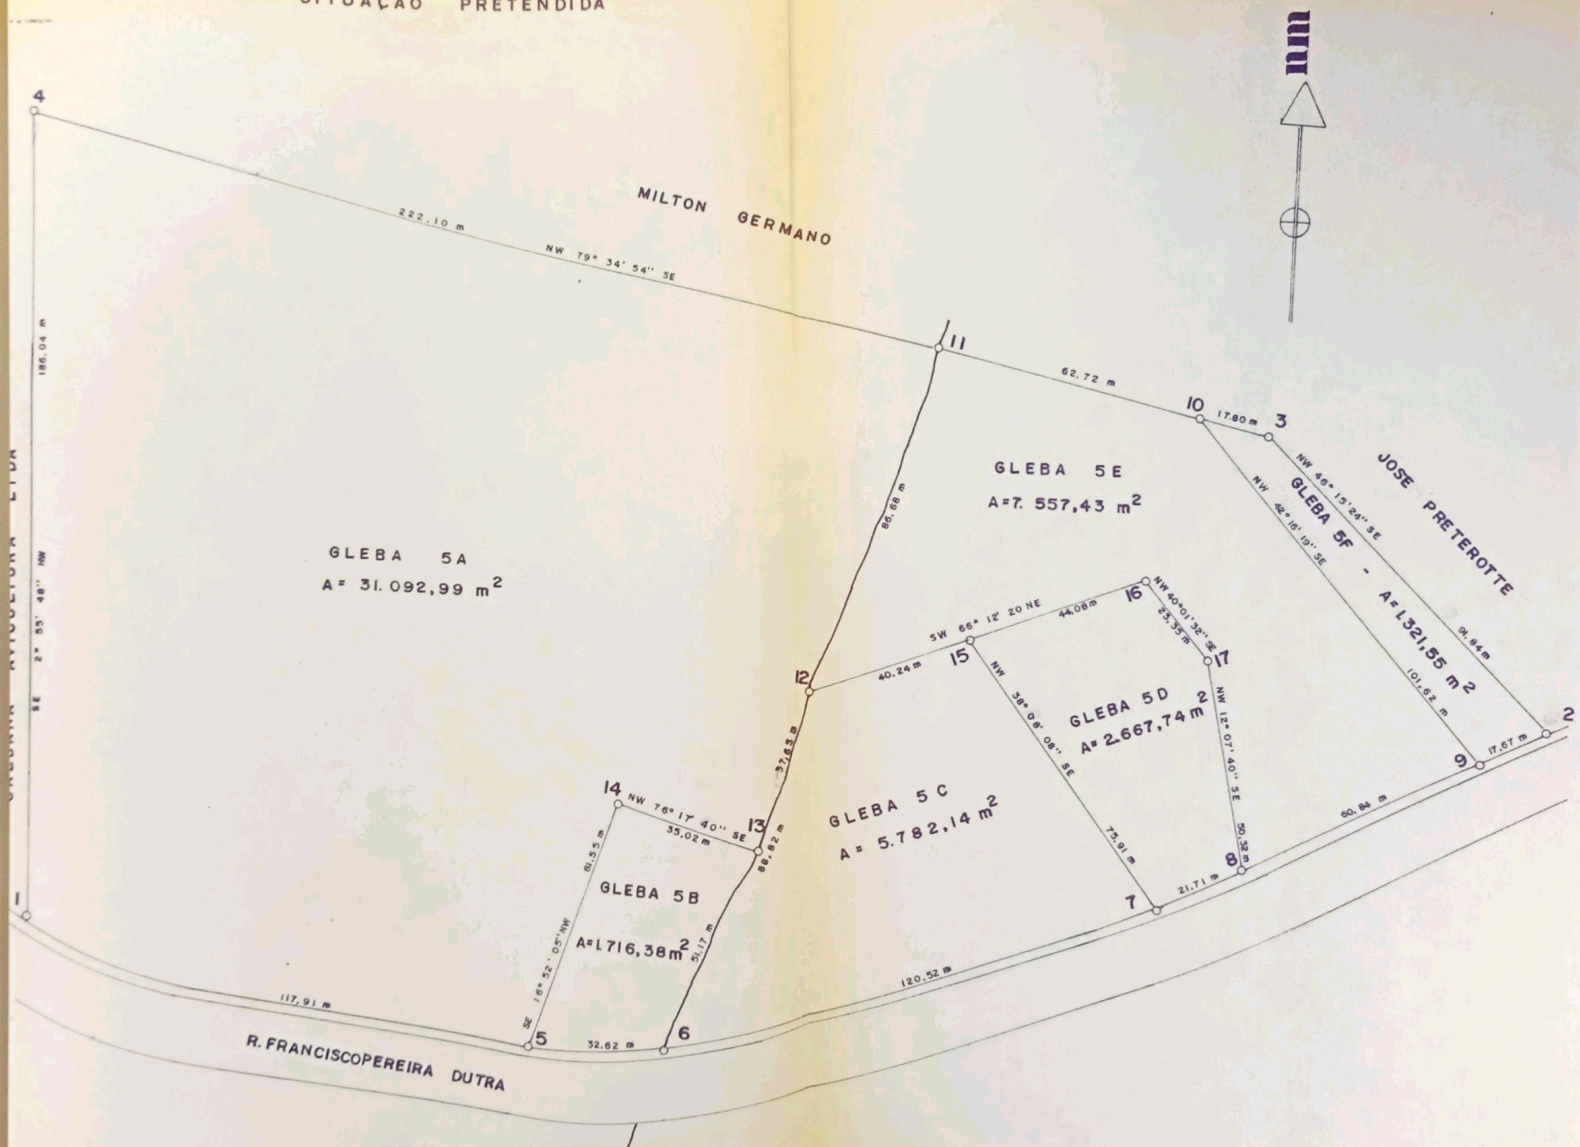 SITUAÇÃO PRETENDIDA
nm
4
MILTON GERMANO
222.10 m
NW 79° 34' 54" SE
186.04 m
11
62.72 m
10
17.80 m
3
JOSE PRETEROTTE
NW 46° 15' 24" SE
GLEBA 5F - A=1.321,55 m²
NW 42° 16' 19" SE
91.84m
101,62 m
GLEBA 5E
A=7.557,43 m²
86,68 m
GLEBA 5A
A= 31.092,99 m²
SE 2° 55' 48" NW
16
NW 40°01'32" SE
23,35 m
SW 66° 12' 20 NE
44.08m
15
40.24 m
12
17
GLEBA 5D
A= 2.667,74 m²
NW 38° 08' 08" SE
75,91 m
NW 12° 07' 40" SE
50,32 m
2
17,67 m
9
60,84 m
37,65 m
14
NW 76° 17' 40" SE
35,02 m
13
88,82 m
GLEBA 5C
A = 5.782,14 m²
61,55 m
GLEBA 5B
A=1.716,38m²
SE 16° 52' 05" NW
51,17 m
8
21,71 m
7
1
120,52 m
117,91 m
5
32,62 m
6
R. FRANCISCO PEREIRA DUTRA